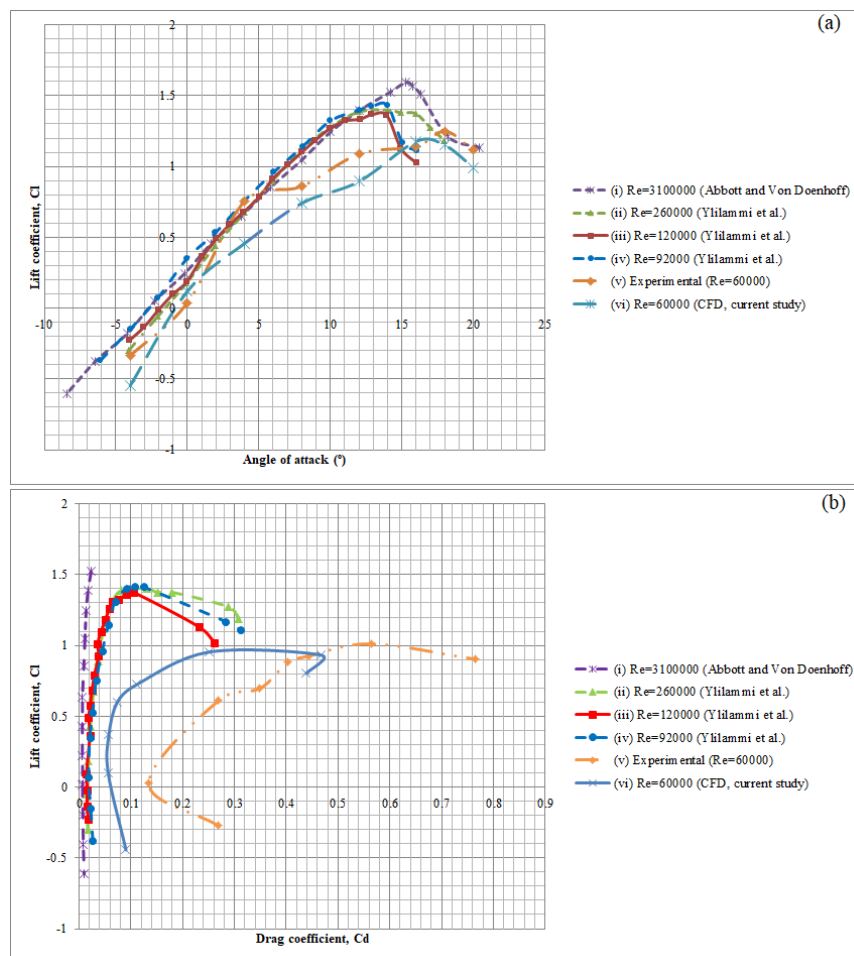 (a)
2
1.5
1
0.5
0
-0.5
-1
-10
-5
0
5
10
15
20
25
Lift coefficient, Cl
Angle of attack (º)
(i) Re=3100000 (Abbott and Von Doenhoff)
(ii) Re=260000 (Ylilammi et al.)
(iii) Re=120000 (Ylilammi et al.)
(iv) Re=92000 (Ylilammi et al.)
(v) Experimental (Re=60000)
(vi) Re=60000 (CFD, current study)
(b)
2
1.5
1
0.5
0
-0.5
-1
0
0.1
0.2
0.3
0.4
0.5
0.6
0.7
0.8
0.9
Lift coefficient, Cl
Drag coefficient, Cd
(i) Re=3100000 (Abbott and Von Doenhoff)
(ii) Re=260000 (Ylilammi et al.)
(iii) Re=120000 (Ylilammi et al.)
(iv) Re=92000 (Ylilammi et al.)
(v) Experimental (Re=60000)
(vi) Re=60000 (CFD, current study)